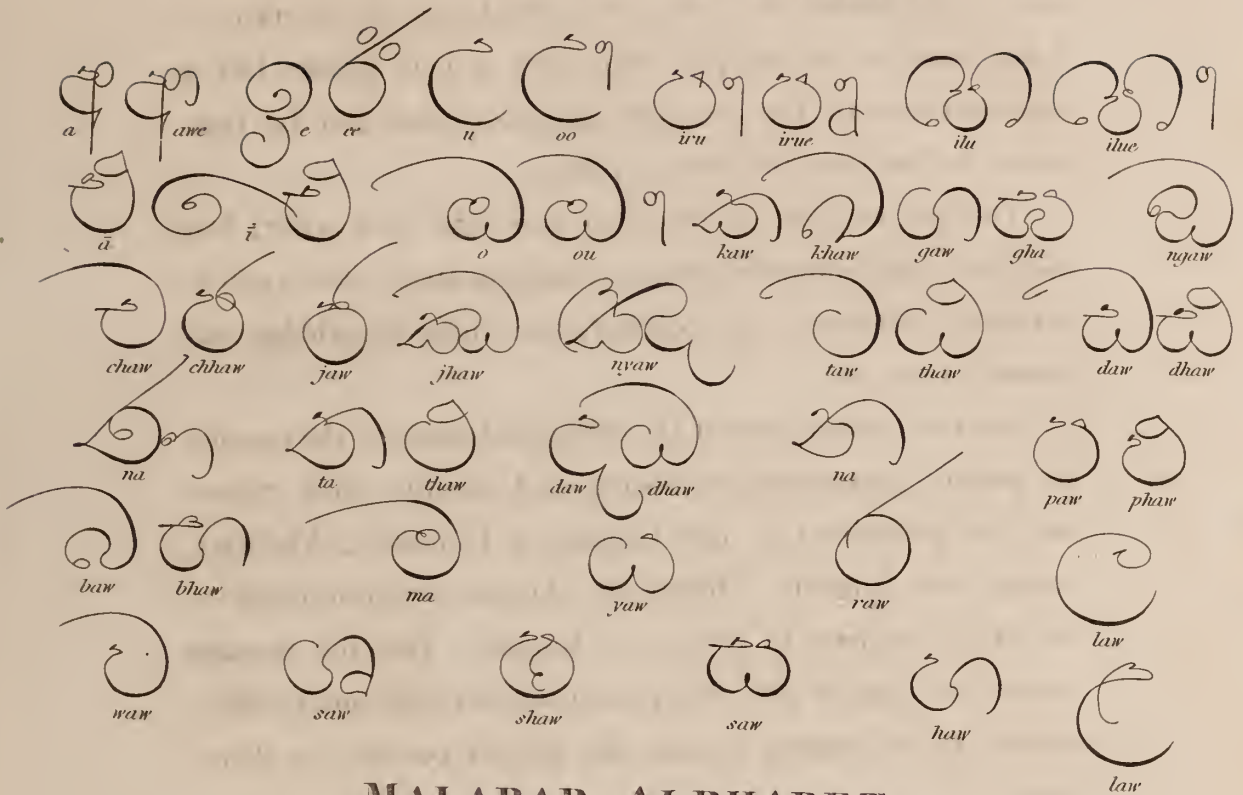 අ ආ ඉ ඊ උ ඌ ඍ ඎ ඏ ඐ
a awe e ee u oo iru irue ilu ilue
එ ඓ ඔ ඖ ක ඛ ග ඝ ඞ
ā ī o ou kaw khaw gaw gha ngaw
ච ඡ ජ ඣ ඤ ට ඨ ඩ ඪ
chaw chhaw jaw jhaw nyaw taw thaw daw dhaw
ණ ත ථ ද ධ න ප ඵ
na ta thaw daw dhaw na paw phaw
බ භ ම ය ර ල
baw bhaw ma yaw raw law
ව ශ ෂ ස හ ළ
waw saw shaw saw haw law
MALABAR ALPHABET